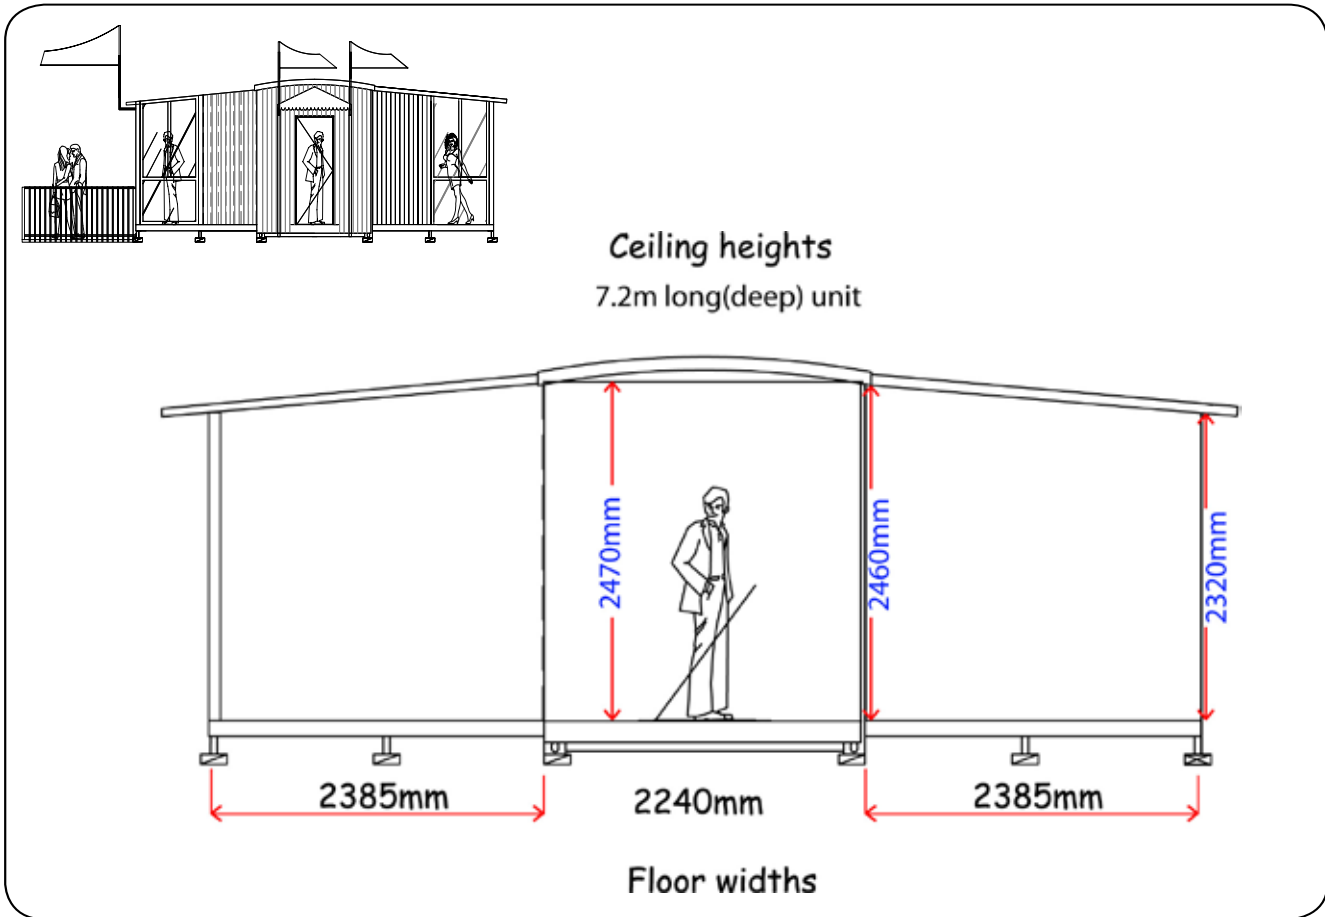 Ceiling heights
7.2m long(deep) unit
2470mm
2460mm
2320mm
2385mm
2240mm
2385mm
Floor widths